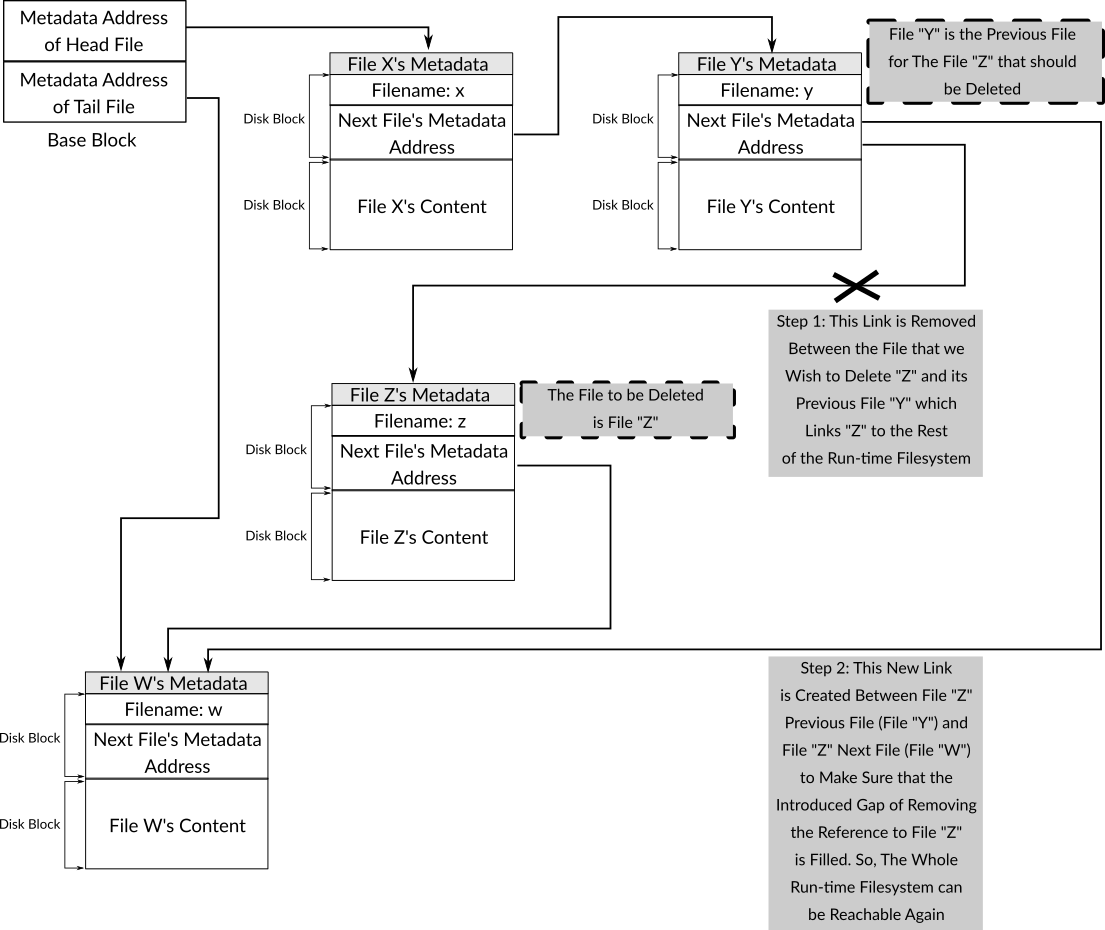 Metadata Address
of Head File
Metadata Address
of Tail File
Base Block
File X's Metadata
Filename: x
Next File's Metadata
Address
File X's Content
Disk Block
Disk Block
File Y's Metadata
Filename: y
Next File's Metadata
Address
File Y's Content
Disk Block
Disk Block
File "Y" is the Previous File
for The File "Z" that should
be Deleted
Step 1: This Link is Removed
Between the File that we
Wish to Delete "Z" and its
Previous File "Y" which
Links "Z" to the Rest
of the Run-time Filesystem
File Z's Metadata
Filename: z
Next File's Metadata
Address
File Z's Content
Disk Block
Disk Block
The File to be Deleted
is File "Z"
File W's Metadata
Filename: w
Next File's Metadata
Address
File W's Content
Disk Block
Disk Block
Step 2: This New Link
is Created Between File "Z"
Previous File (File "Y") and
File "Z" Next File (File "W")
to Make Sure that the
Introduced Gap of Removing
the Reference to File "Z"
is Filled. So, The Whole
Run-time Filesystem can
be Reachable Again